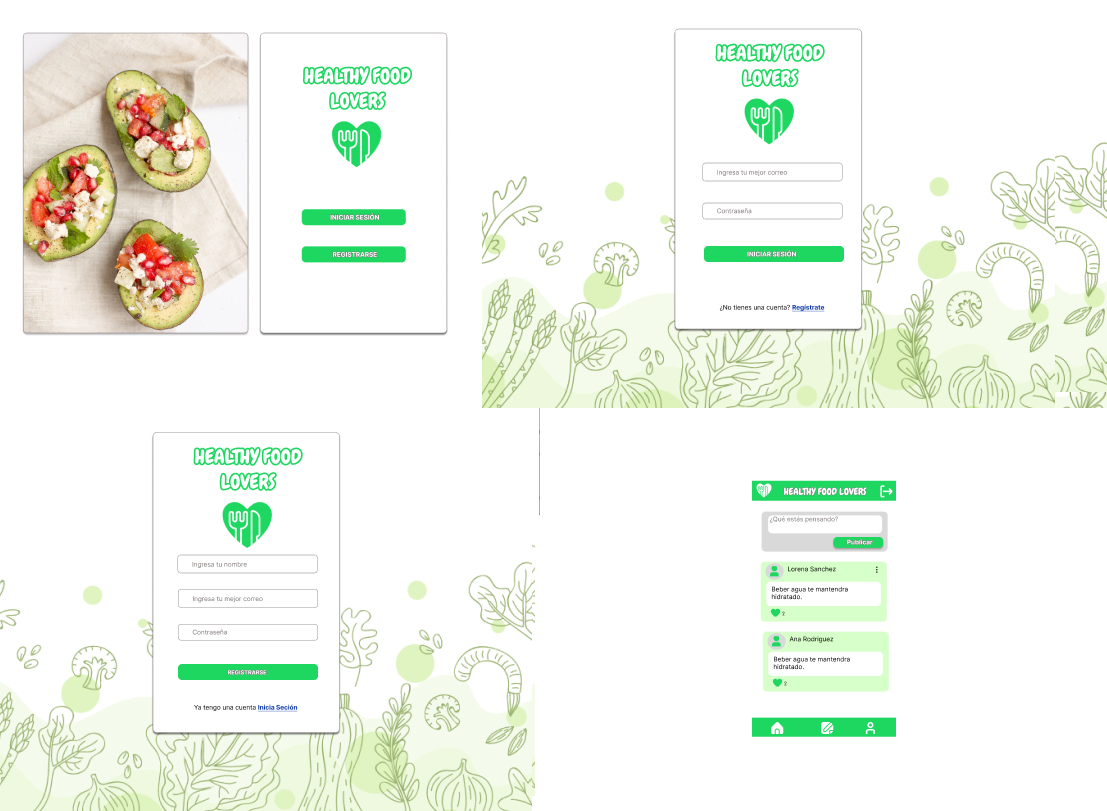 HEALTHY FOOD
LOVERS
INICIAR SESIÓN
REGISTRARSE
HEALTHY FOOD
LOVERS
Ingresa tu mejor correo
Contraseña
INICIAR SESIÓN
¿No tienes una cuenta? Regístrate
HEALTHY FOOD
LOVERS
Ingresa tu nombre
Ingresa tu mejor correo
Contraseña
REGISTRARSE
Ya tengo una cuenta Inicia Seción
HEALTHY FOOD LOVERS
¿Qué estás pensando?
Publicar
Lorena Sanchez
Beber agua te mantendra
hidratado.
2
Ana Rodriguez
Beber agua te mantendra
hidratado.
2